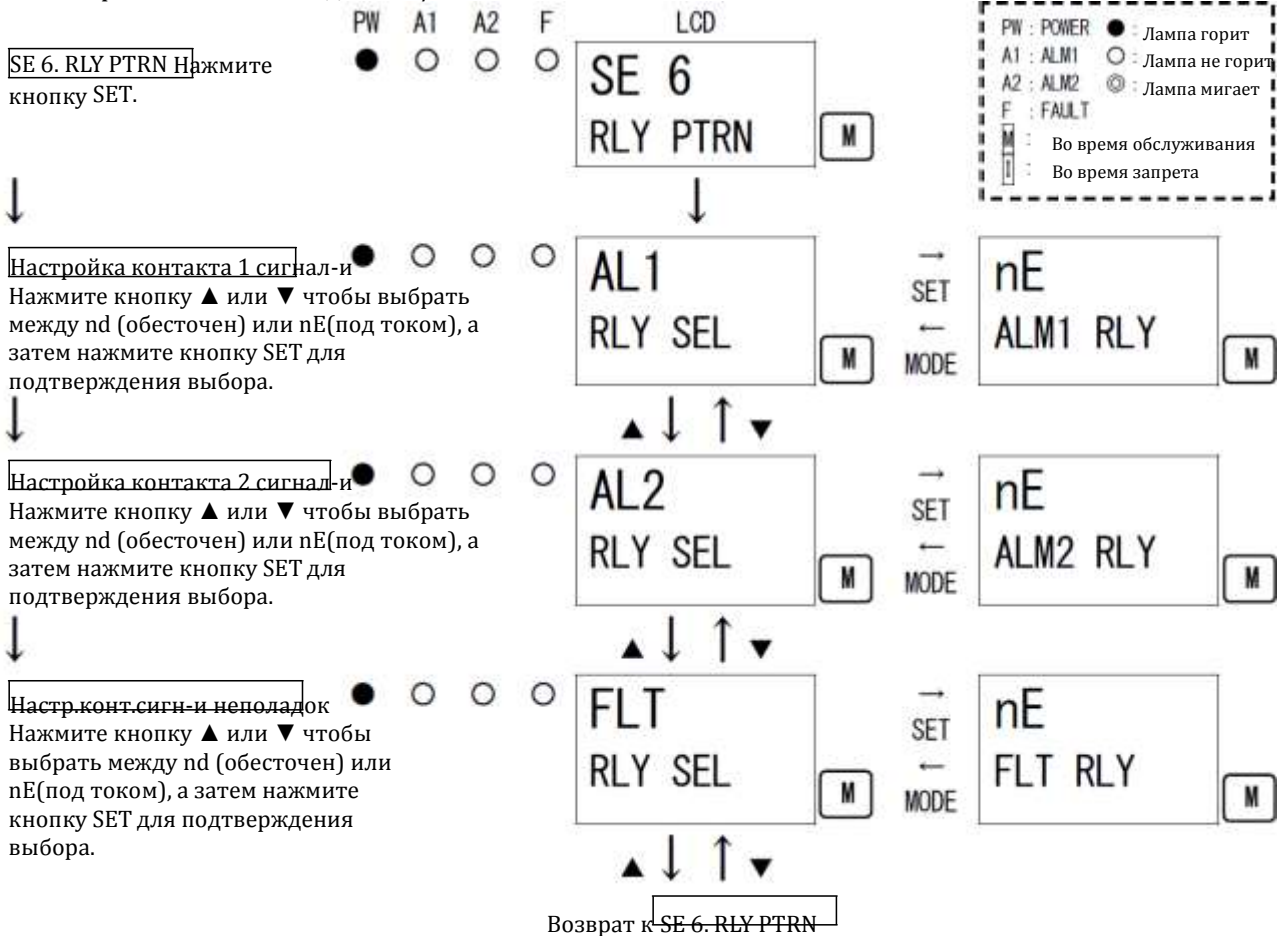 PW A1 A2 F LCD
SE 6. RLY PTRN Нажмите
кнопку SET.
SE 6
RLY PTRN
M
PW : POWER ● : Лампа горит
A1 : ALM1 ○ : Лампа не горит
A2 : ALM2 ◎ : Лампа мигает
F : FAULT
M : Во время обслуживания
I : Во время запрета
↓
↓
Настройка контакта 1 сигнал-и
Нажмите кнопку ▲ или ▼ чтобы выбрать
между nd (обесточен) или nE(под током), а
затем нажмите кнопку SET для
подтверждения выбора.
AL1
RLY SEL
M
→
SET
←
MODE
nE
ALM1 RLY
M
↓
▲ ↓ ↑ ▼
Настройка контакта 2 сигнал-и
Нажмите кнопку ▲ или ▼ чтобы выбрать
между nd (обесточен) или nE(под током), а
затем нажмите кнопку SET для
подтверждения выбора.
AL2
RLY SEL
M
→
SET
←
MODE
nE
ALM2 RLY
M
↓
▲ ↓ ↑ ▼
Настр.конт.сигн-и неполадок
Нажмите кнопку ▲ или ▼ чтобы
выбрать между nd (обесточен) или
nE(под током), а затем нажмите
кнопку SET для подтверждения
выбора.
FLT
RLY SEL
M
→
SET
←
MODE
nE
FLT RLY
M
▲ ↓ ↑ ▼
Возврат к SE 6. RLY PTRN